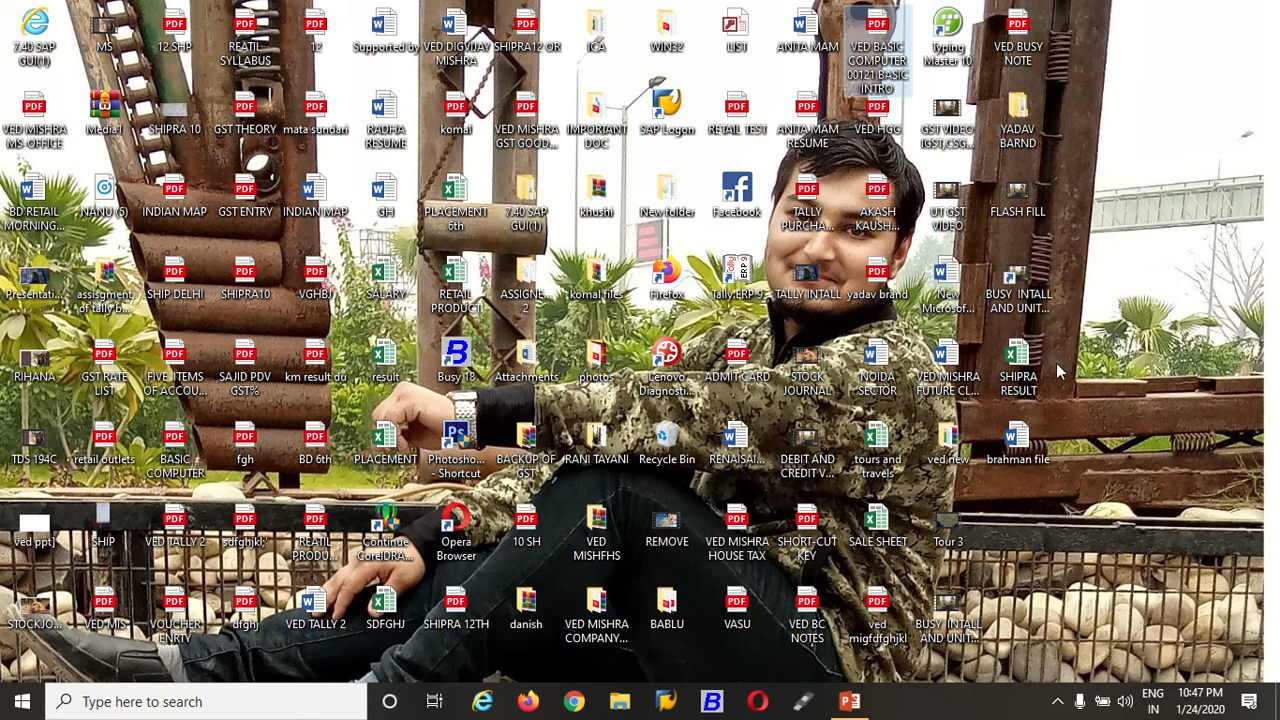 7.40 SAP
GUI(1)
MS
12 SHP
REATIL
SYLLABUS
12
Supported by
VED DIGVIJAY
MISHRA
SHIPRA12 OR
ICA
WIN32
LIST
ANITA MAM
VED BASIC
COMPUTER
00121 BASIC
INTRO
Typing
Master 10
VED BUSY
NOTE
VED MISHRA
MS-OFFICE
Media1
SHIPRA 10
GST THEORY
mata sundari
RADHA
RESUME
komal
VED MISHRA
GST GOOD...
IMPORTANT
DOC
SAP Logon
RETAIL TEST
ANITA MAM
RESUME
VED HGG
GST VIDEO
IGST,CSG...
YADAV
BARND
BD RETAIL
MORNING...
NANU (5)
INDIAN MAP
GST ENTRY
INDIAN MAP
GH
PLACEMENT
6th
7.40 SAP
GUI(1)
khushi
New folder
Facebook
TALLY
PURCHA...
AKASH
KAUSH...
UT GST
VIDEO
FLASH FILL
Presentati...
assisgment
of tally b...
SHIP DELHI
SHIPRA10
VGHBJ
SALARY
RETAIL
PRODUCT
ASSIGNE...
2
komal files
Firefox
Tally.ERP 9
TALLY INTALL
yadav brand
New
Microsof...
BUSY INTALL
AND UNIT...
RIHANA
GST RATE
LIST
FIVE ITEMS
OF ACCOU...
SAJID PDV
GST%
km result du
result
Busy 18
Attachments
photos
Lenovo
Diagnosti...
ADMIT CARD
STOCK
JOURNAL
NOIDA
SECTOR
VED MISHRA
FUTURE CL...
SHIPRA
RESULT
TDS 194C
retail outlets
BASIC
COMPUTER
fgh
BD 6th
PLACEMENT
Photosho...
- Shortcut
BACKUP OF
GST
RANI TAYANI
Recycle Bin
RENAISAI...
DEBIT AND
CREDIT V...
tours and
travels
ved new
brahman file
ved ppt]
SHIP
VED TALLY 2
sdfghjkl;'
REATIL
PRODU...
Continue
CorelDRA...
Opera
Browser
10 SH
VED
MISHFHS
REMOVE
VED MISHRA
HOUSE TAX
SHORT-CUT
KEY
SALE SHEET
Tour 3
STOCKJO...
VED MIS
VOUCHER
ENRTY
dfghj
VED TALLY 2
SDFGHJ
SHIPRA 12TH
danish
VED MISHRA
COMPANY...
BABLU
VASU
VED BC
NOTES
ved
migfdfghjkl
BUSY INTALL
AND UNIT...
Type here to search
ENG
IN
10:47 PM
1/24/2020